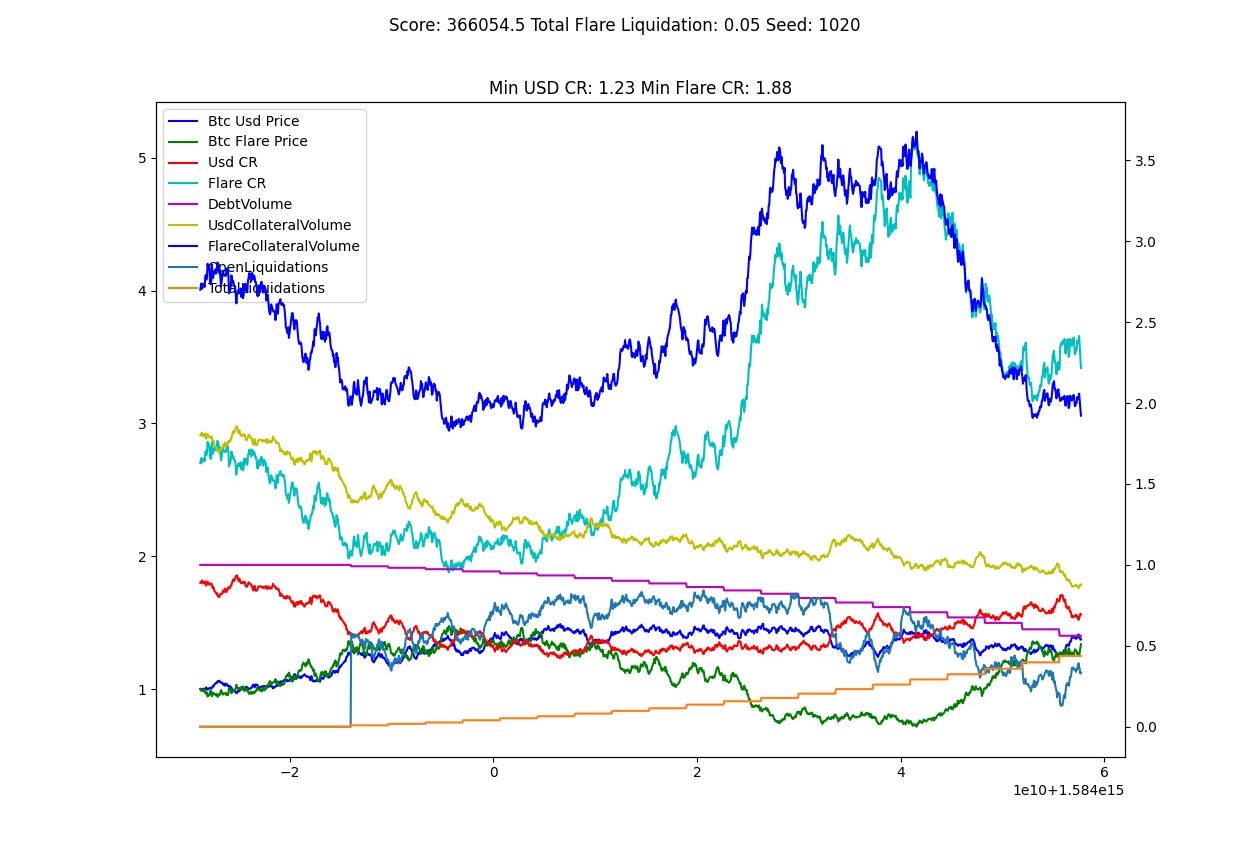 Score: 366054.5 Total Flare Liquidation: 0.05 Seed: 1020
Min USD CR: 1.23 Min Flare CR: 1.88
Btc Usd Price
Btc Flare Price
Usd CR
Flare CR
DebtVolume
UsdCollateralVolume
FlareCollateralVolume
OpenLiquidations
TotalLiquidations
5
4
3
2
1
3.5
3.0
2.5
2.0
1.5
1.0
0.5
0.0
−2 0 2 4 6
1e10+1.584e15